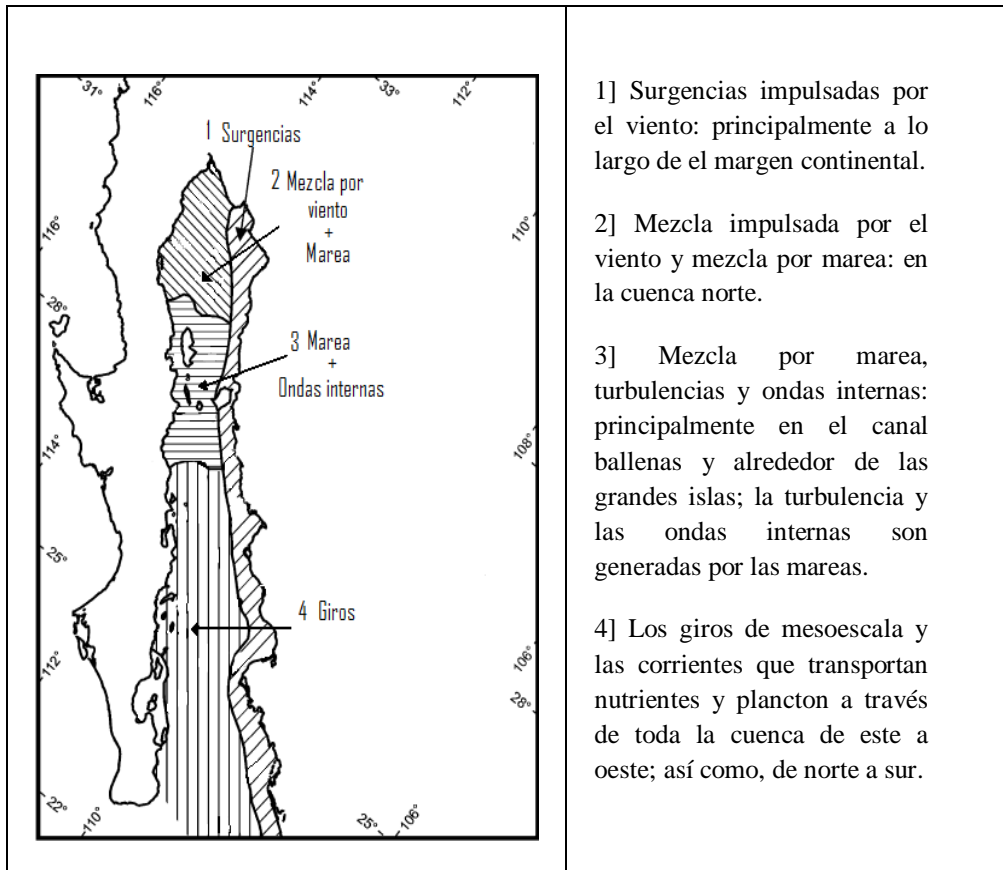 31°
116°
114°
33°
112°
1 Surgencias
2 Mezcla por
viento
+
Marea
116°
110°
28°
3 Marea
+
Ondas internas
114°
108°
25°
4 Giros
112°
106°
28°
22°
110°
25°
106°
1] Surgencias impulsadas por
el viento: principalmente a lo
largo de el margen continental.
2] Mezcla impulsada por el
viento y mezcla por marea: en
la cuenca norte.
3] Mezcla por marea,
turbulencias y ondas internas:
principalmente en el canal
ballenas y alrededor de las
grandes islas; la turbulencia y
las ondas internas son
generadas por las mareas.
4] Los giros de mesoescala y
las corrientes que transportan
nutrientes y plancton a través
de toda la cuenca de este a
oeste; así como, de norte a sur.